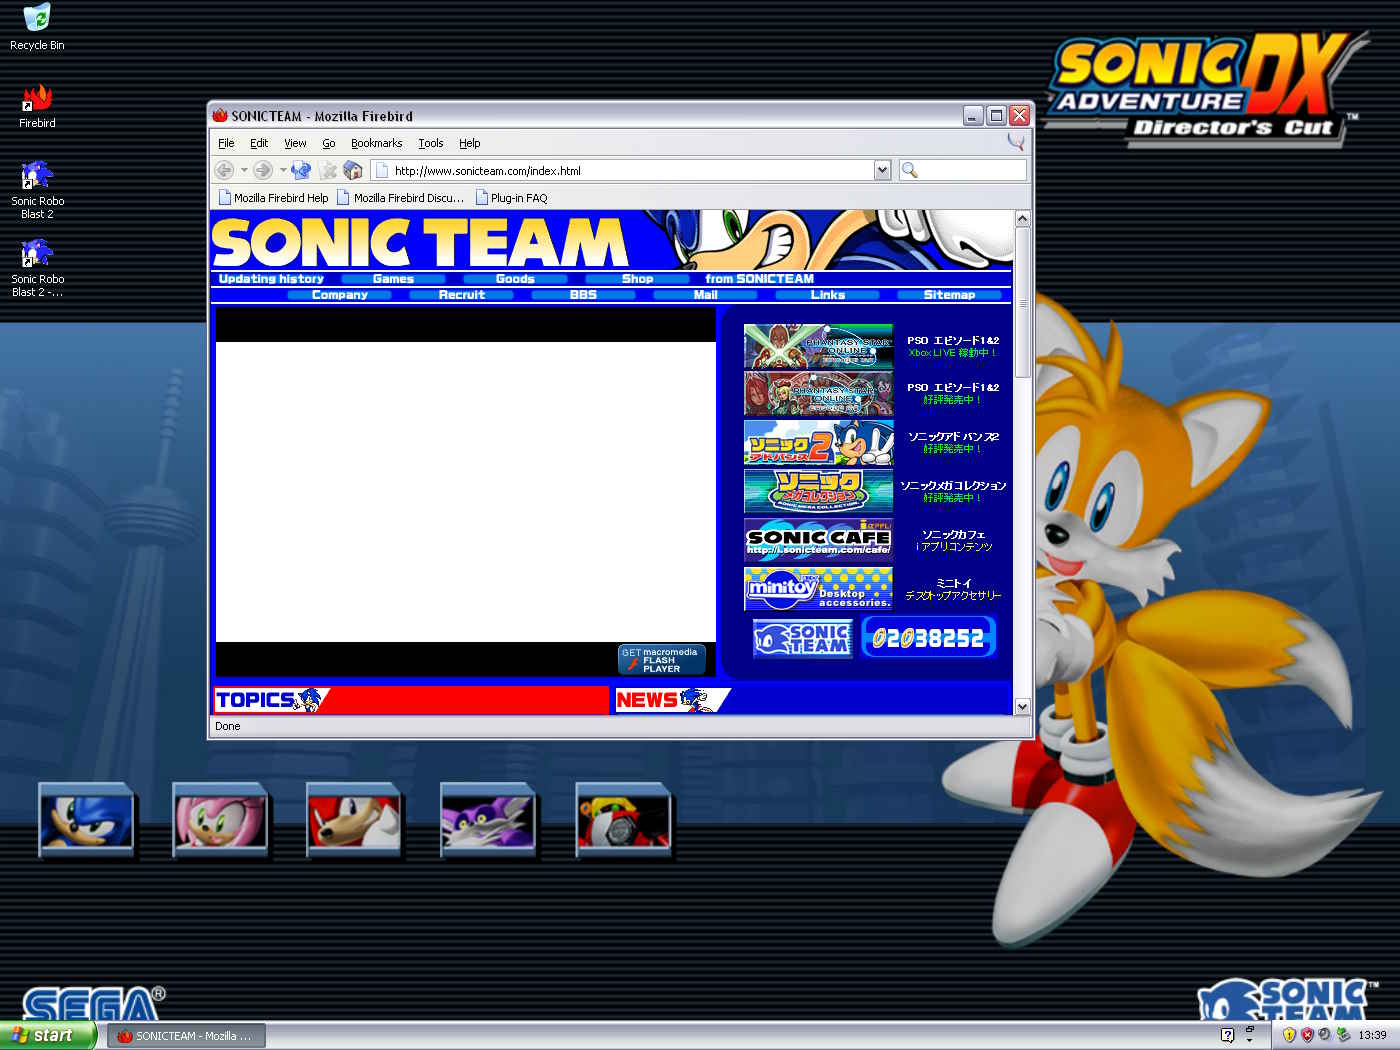 Recycle Bin
Firebird
Sonic Robo
Blast 2
Sonic Robo
Blast 2 -...
SONIC
ADVENTURE
DX
Director's Cut
TM
SONICTEAM - Mozilla Firebird
File Edit View Go Bookmarks Tools Help
http://www.sonicteam.com/index.html
Mozilla Firebird Help Mozilla Firebird Discu... Plug-in FAQ
SONIC TEAM
Updating history Games Goods Shop from SONICTEAM
Company Recruit BBS Mail Links Sitemap
PHANTASY STAR
ONLINE
PSO エピソード1&2
Xbox LIVE 稼動中！
PHANTASY STAR
ONLINE
PSO エピソード1&2
好評発売中！
ソニック
アドバンス2
ソニックアドバンス2
好評発売中！
ソニック
メガコレクション
SONIC MEGA COLLECTION
ソニックメガコレクション
好評発売中！
SONIC CAFE
http://i.sonicteam.com/cafe/
ソニックカフェ
iアプリコンテンツ
minitoy
Desktop
accessories.
ミニトイ
デスクトップアクセサリー
SONIC
TEAM
02038252
GET macromedia
FLASH
PLAYER
TOPICS NEWS
Done
SEGA®
SONIC
TEAM
TM
start SONICTEAM - Mozilla ... 13:39